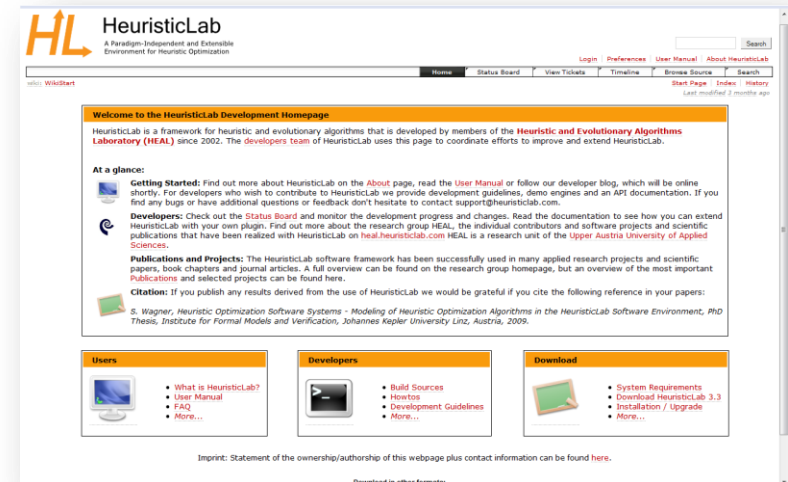 HL HeuristicLab
A Paradigm-Independent and Extensible
Environment for Heuristic Optimization
Search
Login Preferences User Manual About HeuristicLab
Home Status Board View Tickets Timeline Browse Source Search
wiki: WikiStart
Start Page Index History
Last modified 3 months ago
Welcome to the HeuristicLab Development Homepage
HeuristicLab is a framework for heuristic and evolutionary algorithms that is developed by members of the Heuristic and Evolutionary Algorithms
Laboratory (HEAL) since 2002. The developers team of HeuristicLab uses this page to coordinate efforts to improve and extend HeuristicLab.
At a glance:
Getting Started: Find out more about HeuristicLab on the About page, read the User Manual or follow our developer blog, which will be online
shortly. For developers who wish to contribute to HeuristicLab we provide development guidelines, demo engines and an API documentation. If you
find any bugs or have additional questions or feedback don't hesitate to contact support@heuristiclab.com.
Developers: Check out the Status Board and monitor the development progress and changes. Read the documentation to see how you can extend
HeuristicLab with your own plugin. Find out more about the research group HEAL, the individual contributors and software projects and scientific
publications that have been realized with HeuristicLab on heal.heuristiclab.com HEAL is a research unit of the Upper Austria University of Applied
Sciences.
Publications and Projects: The HeuristicLab software framework has been successfully used in many applied research projects and scientific
papers, book chapters and journal articles. A full overview can be found on the research group homepage, but an overview of the most important
Publications and selected projects can be found here.
Citation: If you publish any results derived from the use of HeuristicLab we would be grateful if you cite the following reference in your papers:
S. Wagner, Heuristic Optimization Software Systems - Modeling of Heuristic Optimization Algorithms in the HeuristicLab Software Environment, PhD
Thesis, Institute for Formal Models and Verification, Johannes Kepler University Linz, Austria, 2009.
Users
What is HeuristicLab?
User Manual
FAQ
More...
Developers
Build Sources
Howtos
Development Guidelines
More...
Download
System Requirements
Download HeuristicLab 3.3
Installation / Upgrade
More...
Imprint: Statement of the ownership/authorship of this webpage plus contact information can be found here.
Download in other formats: